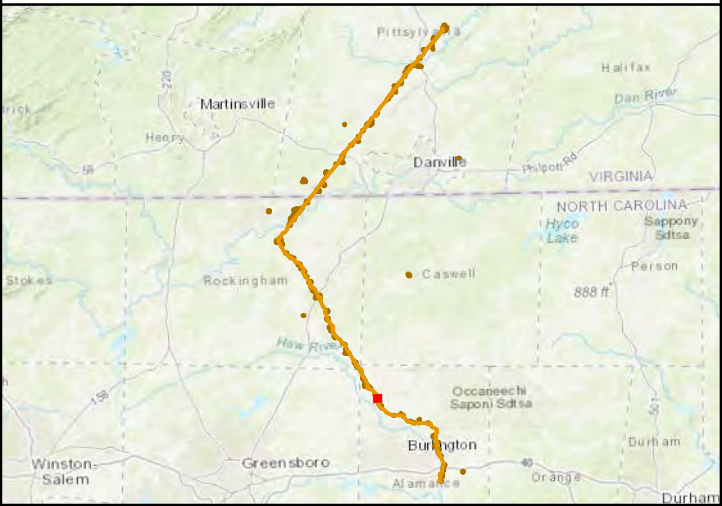 Pittsylvania
Halifax
220
Martinsville
Dan River
Henry
Danville
58
Philpott Rd
VIRGINIA
NORTH CAROLINA
Hyco
Lake
Sappony
Sdtsa
Person
Stokes
Rockingham
Caswell
888 ft
Haw River
Occaneechi
Saponi Sdtsa
158
501
Burlington
Durham
Winston-
Salem
Greensboro
40
Orange
Alamance
Durham